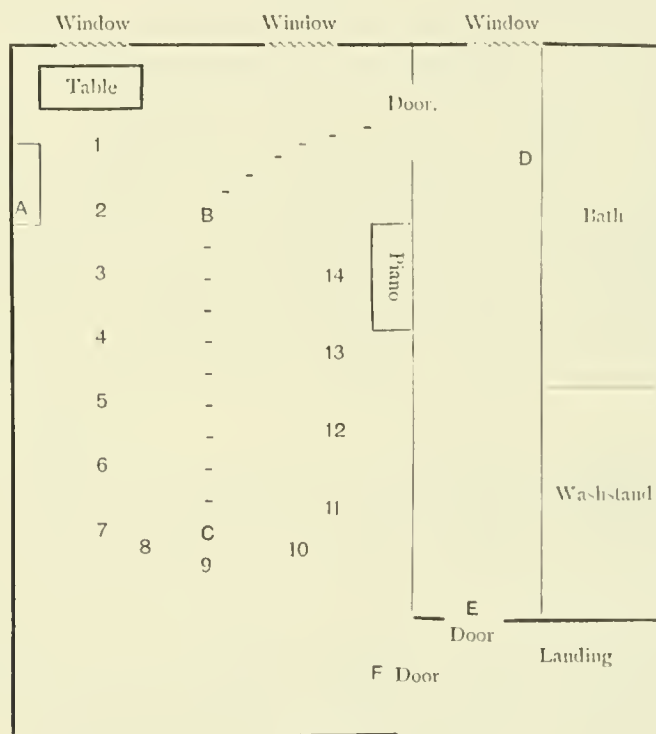 Window Window Window
Table
Door.
1
D
A
2
B
Bath
3
14
Piano
4
13
5
12
6
Washstand
11
7
C
8
10
9
E
Door
Landing
F Door